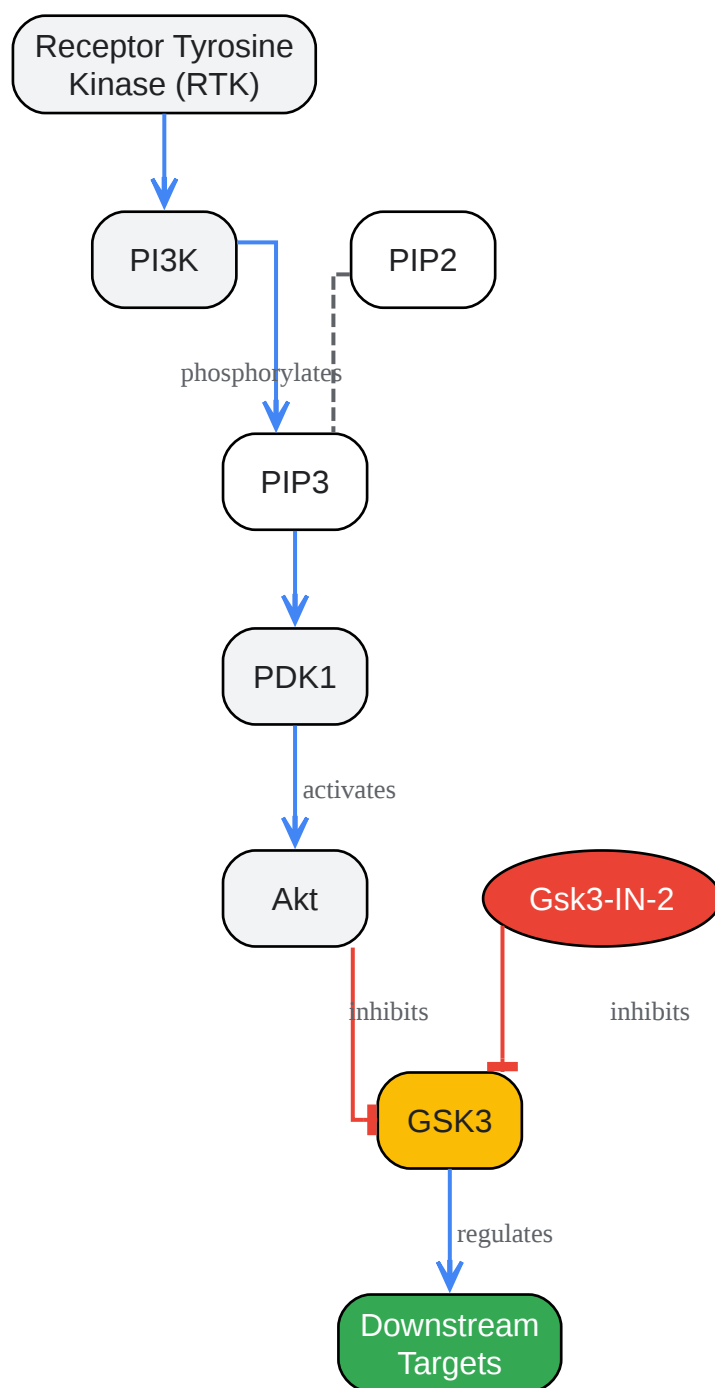 Receptor Tyrosine
Kinase (RTK)
PI3K
PIP2
phosphorylates
PIP3
PDK1
activates
Akt
Gsk3-IN-2
inhibits
inhibits
GSK3
regulates
Downstream
Targets